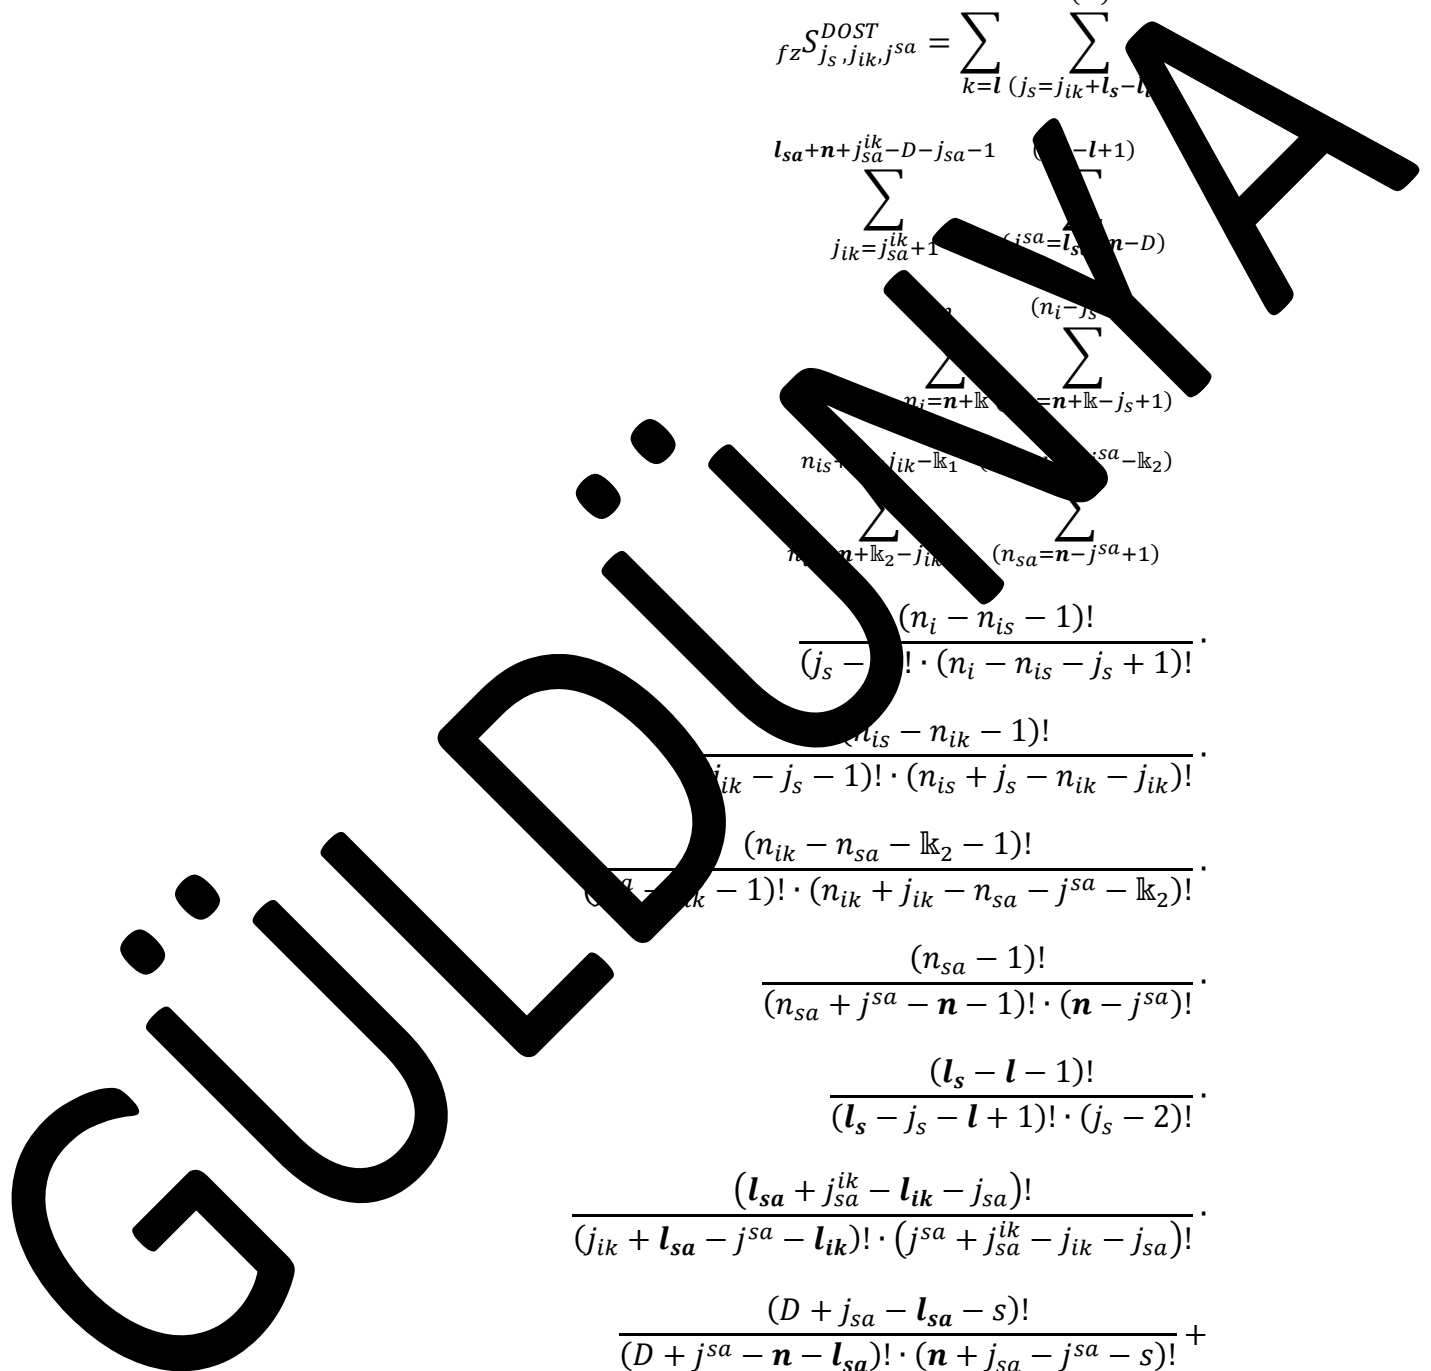 fzS^{DOST}_{j_s, j_{ik}, j^{sa}} = ∑_{k=l} ∑_{(j_s=j_{ik}+l_s−
∑_{j_{ik}=j_{sa}^{ik}+1}^{l_{sa}+n+j_{sa}^{ik}−D−j_{sa}−1} ∑ −l+1) n−D)
∑_{n_i=n+𝕜} ∑ (n_i−j_s =n+𝕜−j_s+1)
n_{is} j_{ik}−𝕜_1 ∑ n+𝕜_2−j_{ik} ∑_{(n_{sa}=n−j^{sa}+1)} j^{sa}−𝕜_2)
(n_i − n_{is} − 1)!
(j_s − ! · (n_i − n_{is} − j_s + 1)! ·
(n_{is} − n_{ik} − 1)!
j_{ik} − j_s − 1)! · (n_{is} + j_s − n_{ik} − j_{ik})! ·
(n_{ik} − n_{sa} − 𝕜_2 − 1)!
− 1)! · (n_{ik} + j_{ik} − n_{sa} − j^{sa} − 𝕜_2)! ·
(n_{sa} − 1)!
(n_{sa} + j^{sa} − n − 1)! · (n − j^{sa})! ·
(l_s − l − 1)!
(l_s − j_s − l + 1)! · (j_s − 2)! ·
(l_{sa} + j_{sa}^{ik} − l_{ik} − j_{sa})!
(j_{ik} + l_{sa} − j^{sa} − l_{ik})! · (j^{sa} + j_{sa}^{ik} − j_{ik} − j_{sa})! ·
(D + j_{sa} − l_{sa} − s)!
(D + j^{sa} − n − l_{sa})! · (n + j_{sa} − j^{sa} − s)! +
GÜLDÜNYA